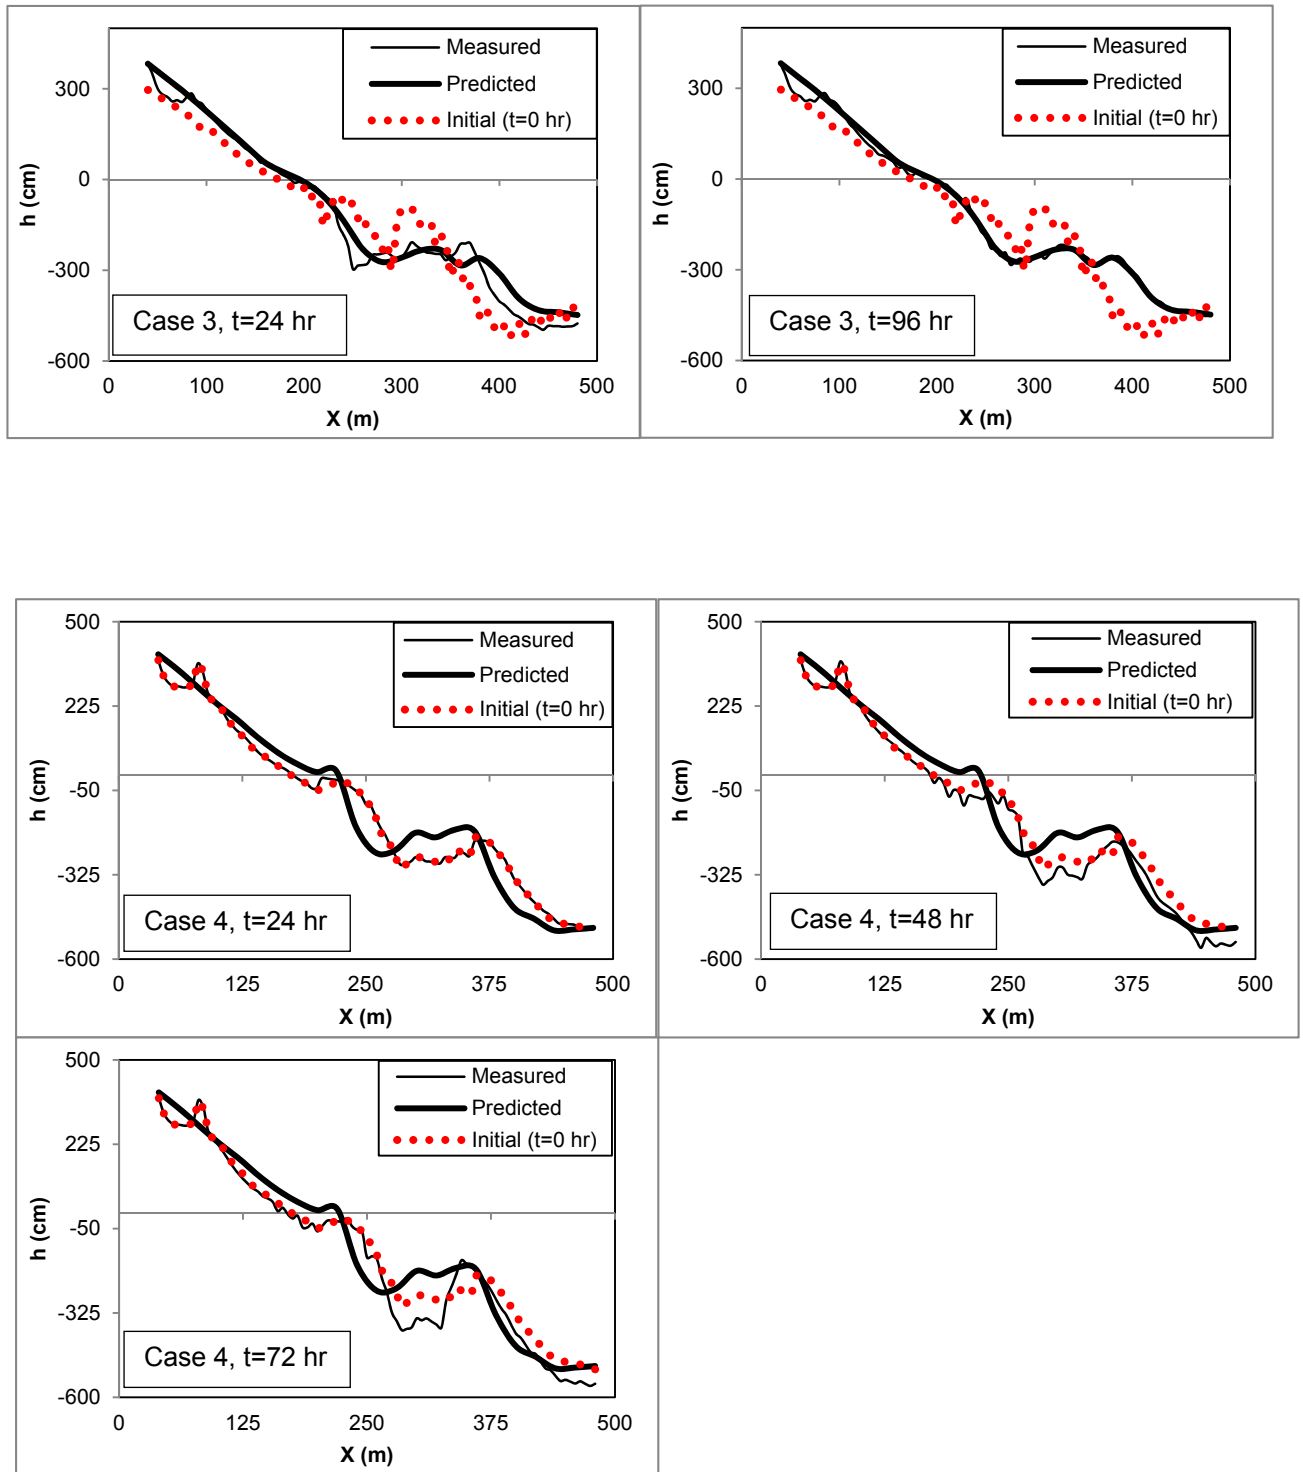 Measured
Predicted
Initial (t=0 hr)
300
0
-300
-600
h (cm)
Case 3, t=24 hr
0 100 200 300 400 500
X (m)
Measured
Predicted
Initial (t=0 hr)
300
0
-300
-600
h (cm)
Case 3, t=96 hr
0 100 200 300 400 500
X (m)
500
225
-50
-325
-600
h (cm)
Measured
Predicted
Initial (t=0 hr)
Case 4, t=24 hr
0 125 250 375 500
X (m)
500
225
-50
-325
-600
h (cm)
Measured
Predicted
Initial (t=0 hr)
Case 4, t=48 hr
0 125 250 375 500
X (m)
500
225
-50
-325
-600
h (cm)
Measured
Predicted
Initial (t=0 hr)
Case 4, t=72 hr
0 125 250 375 500
X (m)